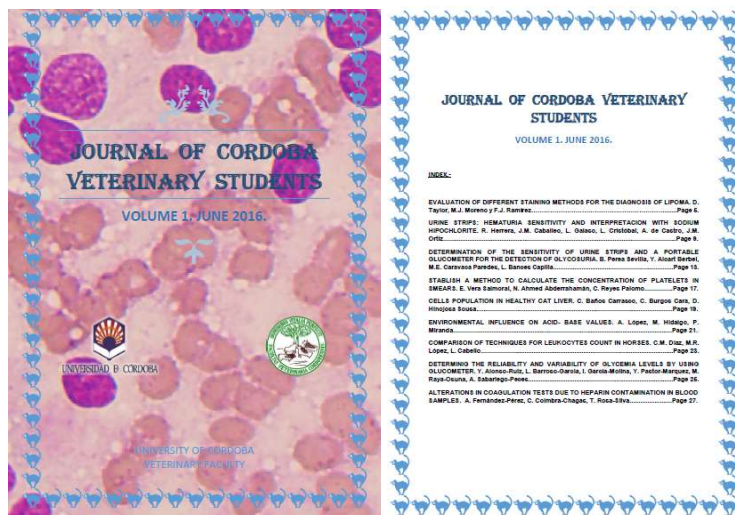 JOURNAL OF CORDOBA
VETERINARY STUDENTS
VOLUME 1. JUNE 2016.
UNIVERSIDAD Ð CORDOBA
UNIVERSITY OF CORDOBA
VETERINARY FACULTY
JOURNAL OF CORDOBA VETERINARY
STUDENTS
VOLUME 1. JUNE 2016.
INDEX.-
EVALUATION OF DIFFERENT STAINING METHODS FOR THE DIAGNOSIS OF LIPOMA. D.
Taylor, M.J. Moreno y F.J. Ramírez Page 5.
URINE STRIPS: HEMATURIA SENSITIVITY AND INTERPRETACION WITH SODIUM
HIPOCHLORITE. R. Herrera, J.M. Caballeo, L. Galaso, L. Cristóbal, A. de Castro, J.M.
Ortiz Page 9.
DETERMINATION OF THE SENSITIVITY OF URINE STRIPS AND A PORTABLE
GLUCOMETER FOR THE DETECTION OF GLYCOSURIA. B. Perea Sevilla, Y. Alcart Berbel,
M.E. Caravaca Paredes, L. Bances Capilla Page 13.
STABLISH A METHOD TO CALCULATE THE CONCENTRATION OF PLATELETS IN
SMEARS. E. Vera Salmoral, N. Ahmed Abderrahamán, C. Reyes Palomo Page 17.
CELLS POPULATION IN HEALTHY CAT LIVER. C. Baños Carrasco, C. Burgos Cara, D.
Hinojosa Sousa Page 19.
ENVIRONMENTAL INFLUENCE ON ACID- BASE VALUES. A. López, M. Hidalgo, P.
Miranda Page 21.
COMPARISON OF TECHNIQUES FOR LEUKOCYTES COUNT IN HORSES. C.M. Díaz, M.R.
López, L. Cabello Page 23.
DETERMING THE RELIABILITY AND VARIABILITY OF GLYCEMIA LEVELS BY USING
GLUCOMETER. Y. Alonso-Ruiz, L. Barroso-García, I. García-Molina, Y. Pactor-Marquez, M.
Raya-Osuna, A. Sabariego-Peces Page 25.
ALTERATIONS IN COAGULATION TESTS DUE TO HEPARIN CONTAMINATION IN BLOOD
SAMPLES. A. Fernández-Pérez, C. Coimbra-Chagas, T. Rosa-Silva Page 27.